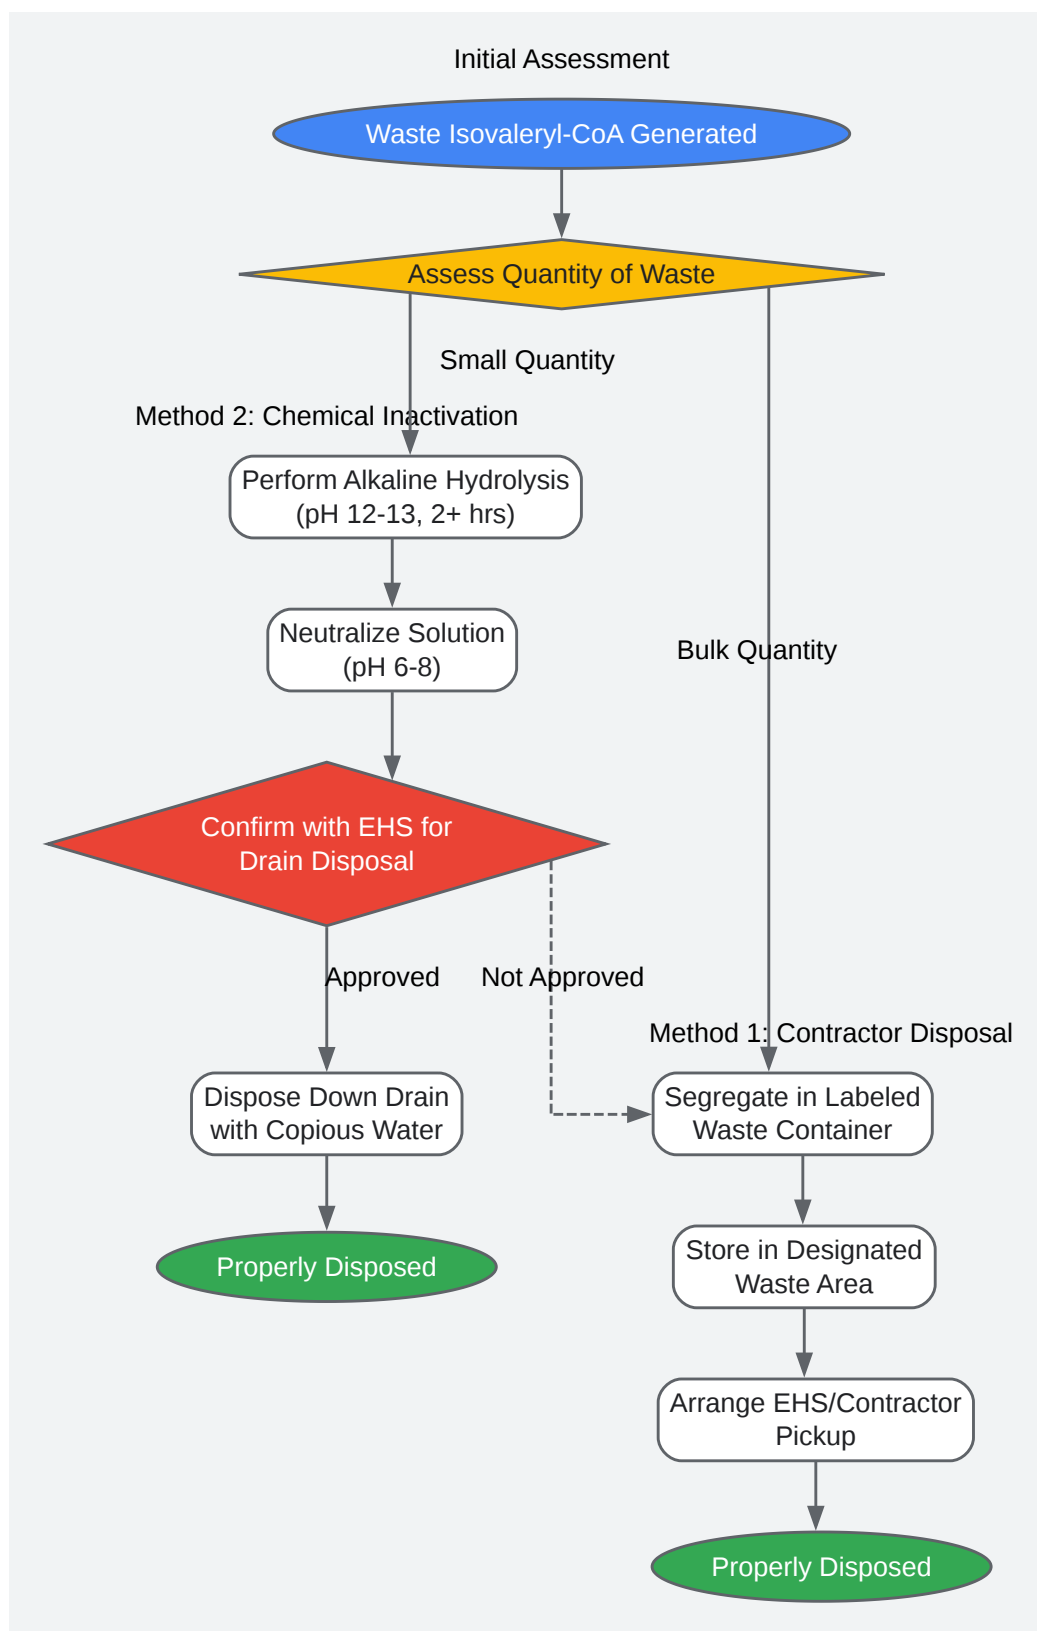 Initial Assessment
Waste Isovaleryl-CoA Generated
Assess Quantity of Waste
Small Quantity
Method 2: Chemical Inactivation
Perform Alkaline Hydrolysis
(pH 12-13, 2+ hrs)
Neutralize Solution
(pH 6-8)
Bulk Quantity
Confirm with EHS for
Drain Disposal
Approved
Not Approved
Method 1: Contractor Disposal
Dispose Down Drain
with Copious Water
Segregate in Labeled
Waste Container
Properly Disposed
Store in Designated
Waste Area
Arrange EHS/Contractor
Pickup
Properly Disposed